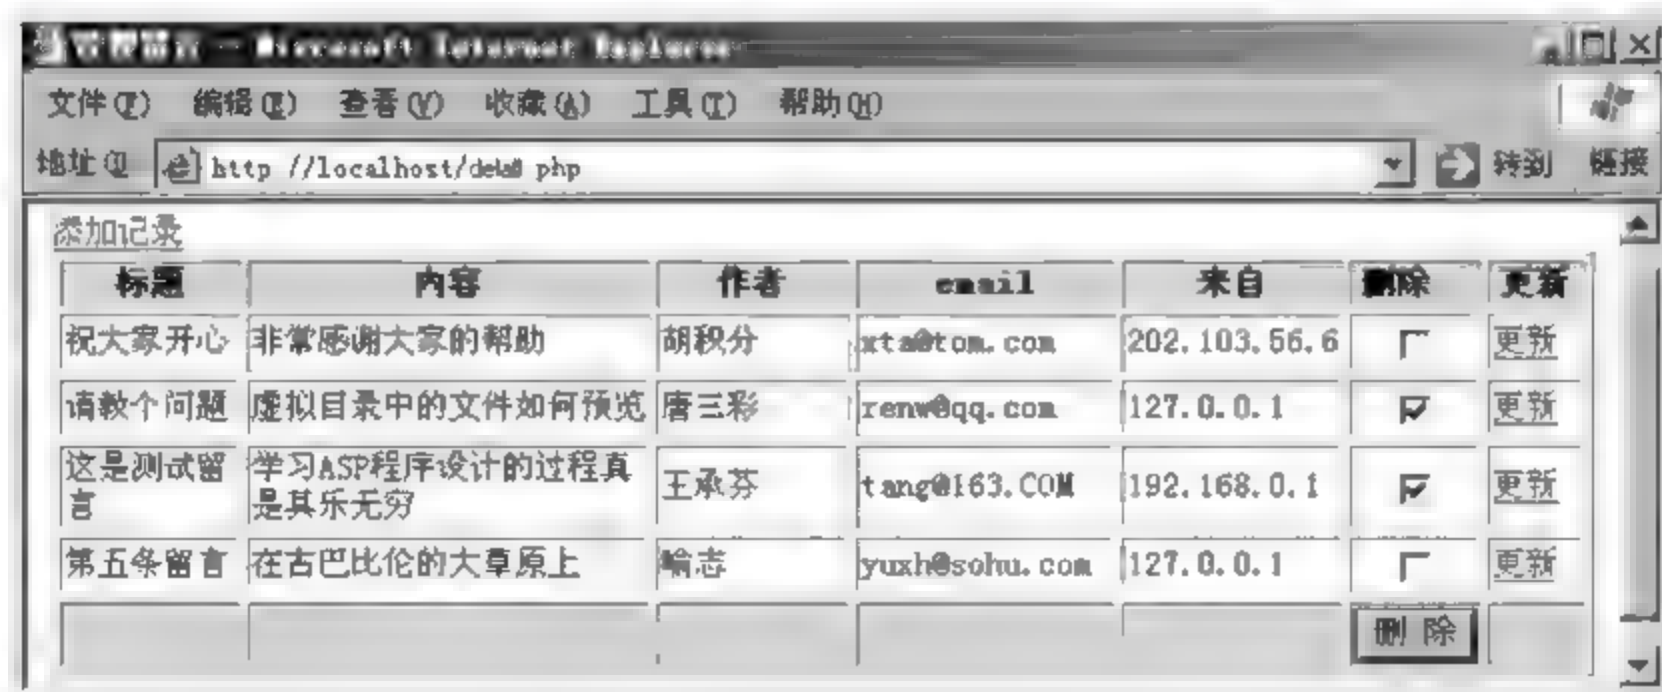 Microsoft Internet Explorer
文件(F) 编辑(E) 查看(V) 收藏(A) 工具(T) 帮助(H)
地址(D) http //localhost/ php 转到 链接
添加记录
标题 内容 作者 email 来自 删除 更新
祝大家开心 非常感谢大家的帮助 胡积分 xta@tom.com 202.103.56.6 更新
请教个问题 虚拟目录中的文件如何预览 唐三彩 renw@qq.com 127.0.0.1 更新
这是测试留 学习ASP程序设计的过程真 王承芬 tang@163.COM 192.168.0.1 更新
言 是其乐无穷
第五条留言 在古巴比伦的大草原上 喻志 yuxh@sohu.com 127.0.0.1 更新
删 除